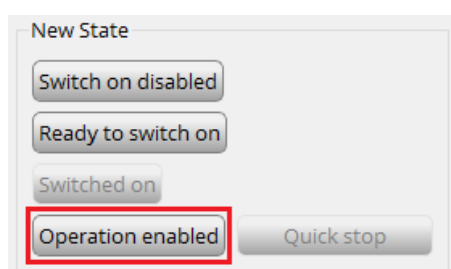 New State
Switch on disabled
Ready to switch on
Switched on
Operation enabled Quick stop